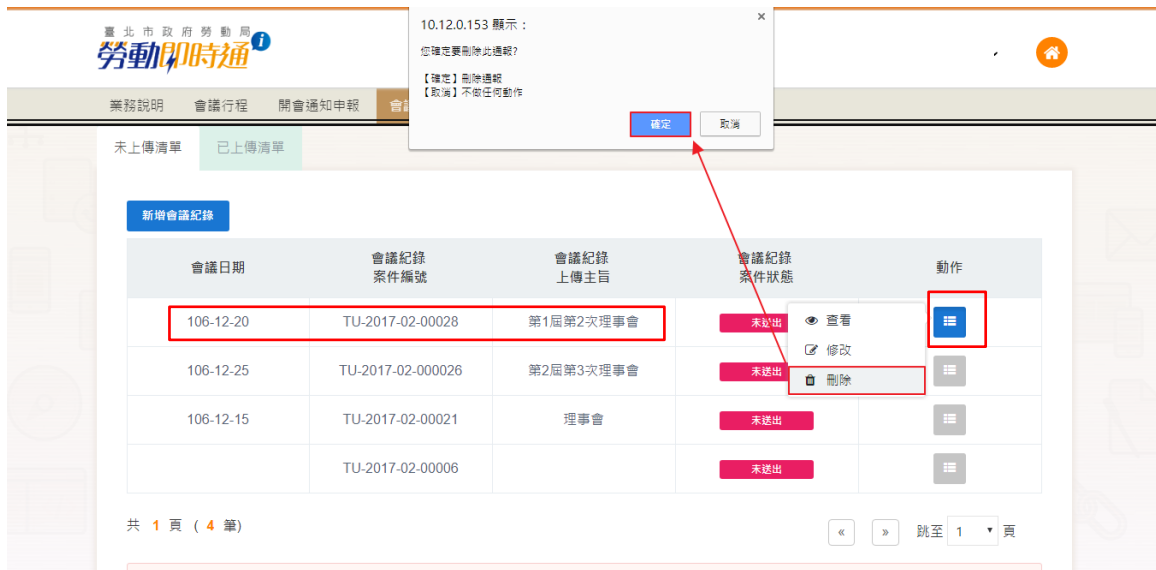 臺北市政府勞動局
勞動即時通
10.12.0.153 顯示：
您確定要刪除此通報?
【確定】刪除通報
【取消】不做任何動作
確定
取消
業務說明
會議行程
開會通知申報
未上傳清單
已上傳清單
新增會議紀錄
會議日期
會議紀錄
案件編號
會議紀錄
上傳主旨
會議紀錄
案件狀態
動作
106-12-20
TU-2017-02-00028
第1屆第2次理事會
未送出
查看
修改
刪除
106-12-25
TU-2017-02-000026
第2屆第3次理事會
未送出
106-12-15
TU-2017-02-00021
理事會
未送出
TU-2017-02-00006
未送出
共 1 頁 ( 4 筆)
« » 跳至 1 頁